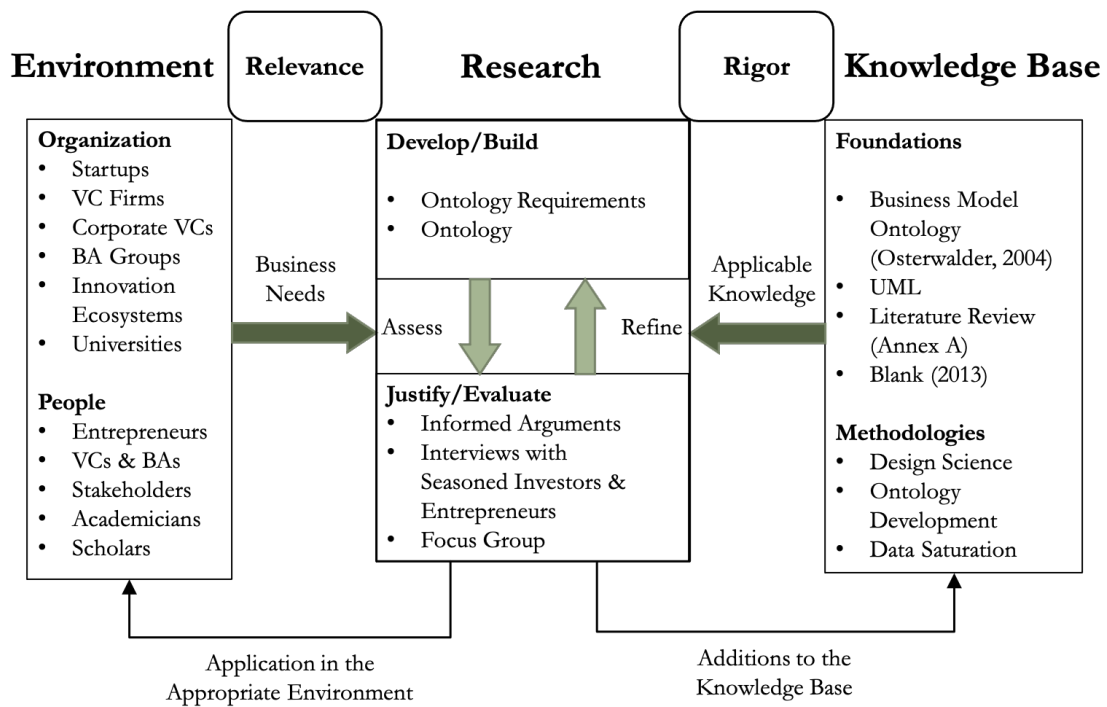 Environment
Relevance
Research
Rigor
Knowledge Base
Organization
• Startups
• VC Firms
• Corporate VCs
• BA Groups
• Innovation
Ecosystems
• Universities
People
• Entrepreneurs
• VCs & BAs
• Stakeholders
• Academicians
• Scholars
Business
Needs
Develop/Build
• Ontology Requirements
• Ontology
Assess
Refine
Justify/Evaluate
• Informed Arguments
• Interviews with
Seasoned Investors &
Entrepreneurs
• Focus Group
Applicable
Knowledge
Foundations
• Business Model
Ontology
(Osterwalder, 2004)
• UML
• Literature Review
(Annex A)
• Blank (2013)
Methodologies
• Design Science
• Ontology
Development
• Data Saturation
Application in the
Appropriate Environment
Additions to the
Knowledge Base